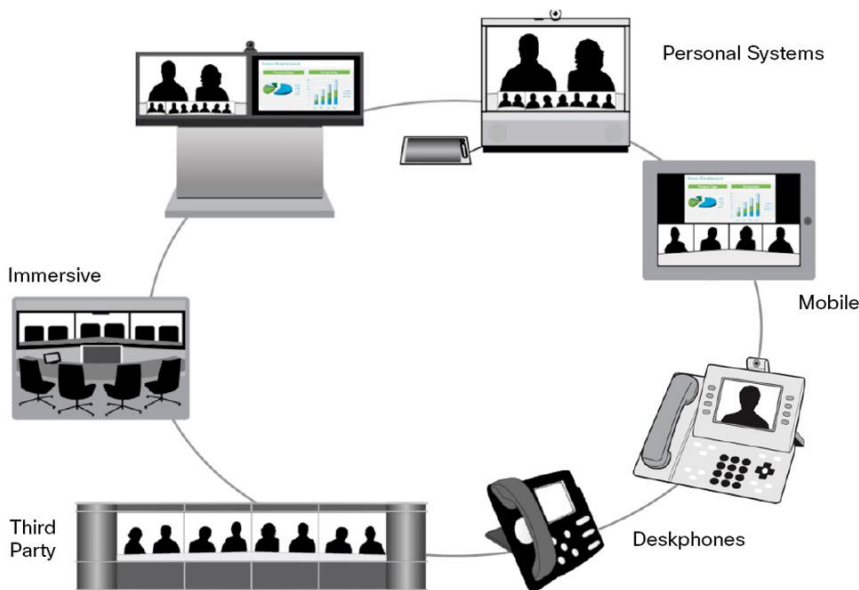 Personal Systems
Immersive
Mobile
Third
Party
Deskphones